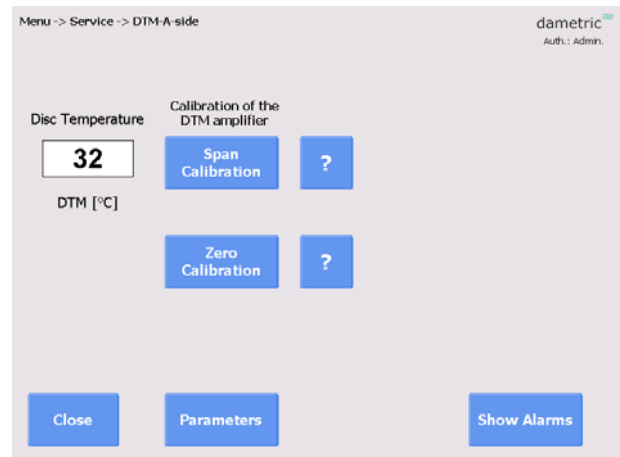 Menu -> Service -> DTM-A-side
dametric
Auth.: Admin.
Disc Temperature
Calibration of the
DTM amplifier
32
Span
Calibration
?
DTM [°C]
Zero
Calibration
?
Close
Parameters
Show Alarms